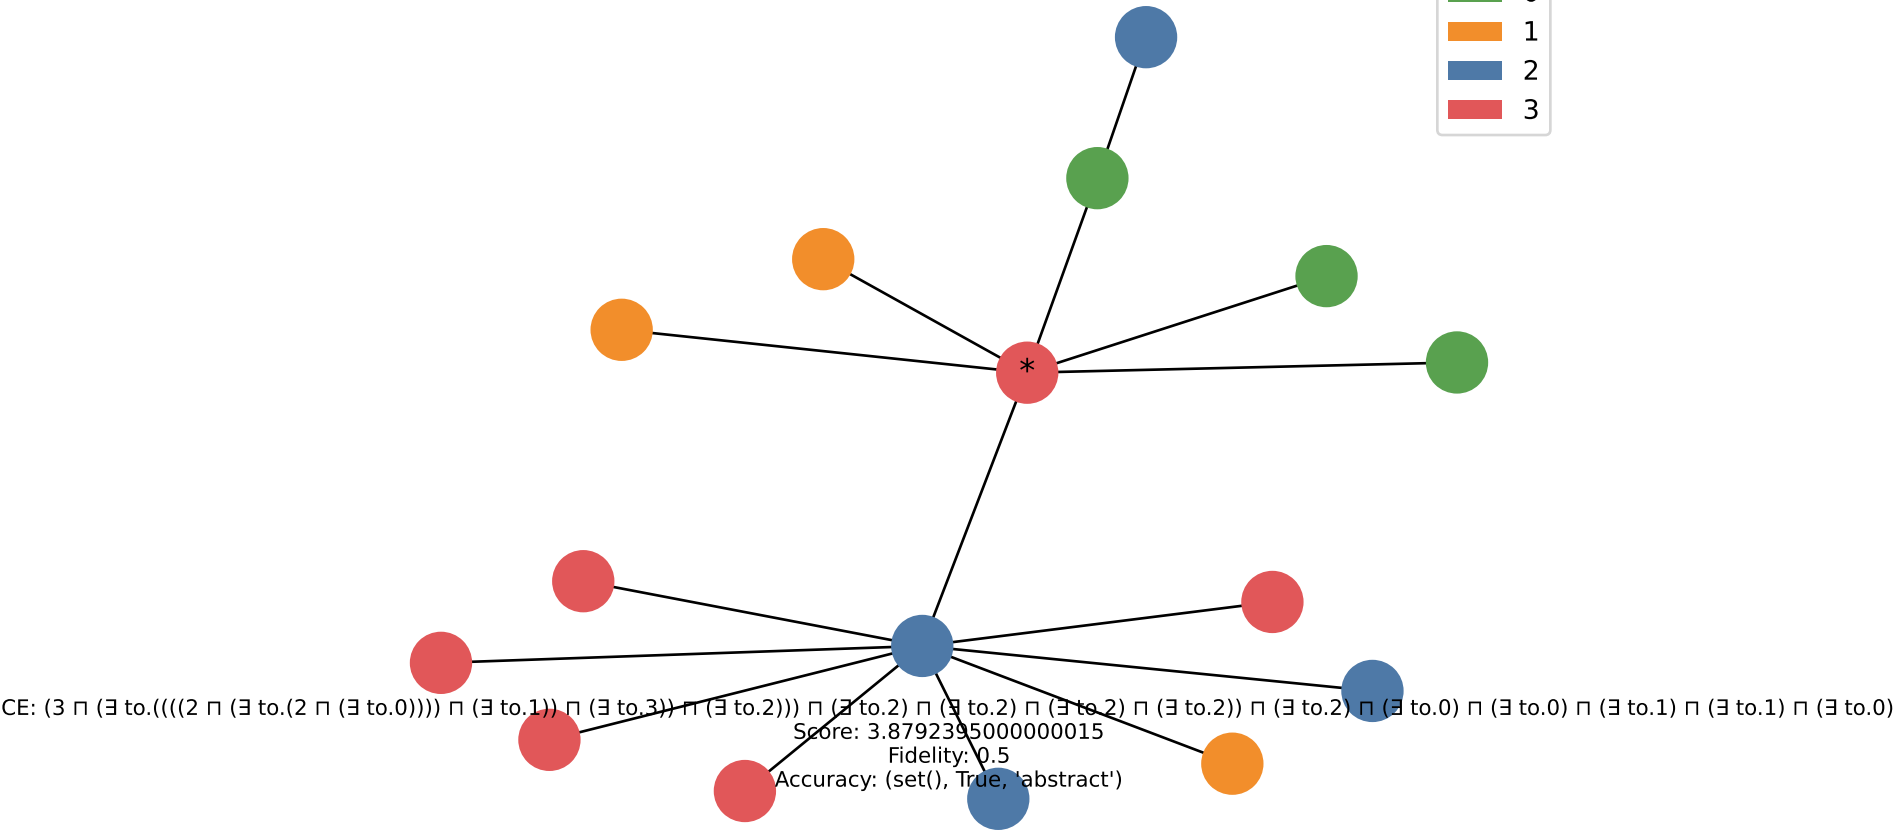 1
2
3
*
CE: (3 ⊓ (∃ to.((((2 ⊓ (∃ to.(2 ⊓ (∃ to.0)))) ⊓ (∃ to.1)) ⊓ (∃ to.3)) ⊓ (∃ to.2))) ⊓ (∃ to.2) ⊓ (∃ to.2) ⊓ (∃ to.2) ⊓ (∃ to.2)) ⊓ (∃ to.2) ⊓ (∃ to.0) ⊓ (∃ to.0) ⊓ (∃ to.1) ⊓ (∃ to.1) ⊓ (∃ to.0)
Score: 3.8792395000000015
Fidelity: 0.5
Accuracy: (set(), True, 'abstract')